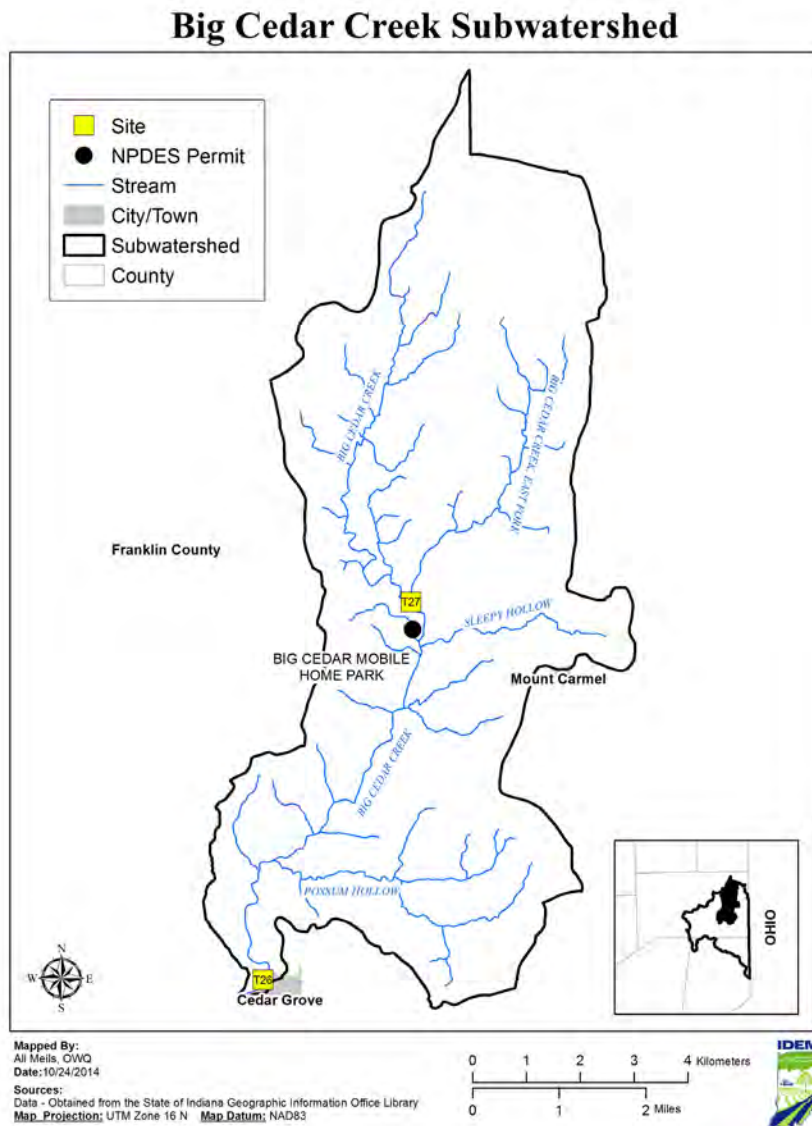 Big Cedar Creek Subwatershed
Site
NPDES Permit
Stream
City/Town
Subwatershed
County
BIG CEDAR CREEK
BIG CEDAR CREEK, EAST FORK
Franklin County
T27
SLEEPY HOLLOW
BIG CEDAR MOBILE
HOME PARK
Mount Carmel
BIG CEDAR CREEK
POSSUM HOLLOW
OHIO
N
W E
S
T26
Cedar Grove
Mapped By:
Ali Meils, OWQ
Date:10/24/2014
Sources:
Data - Obtained from the State of Indiana Geographic Information Office Library
Map Projection: UTM Zone 16 N Map Datum: NAD83
0 1 2 3 4 Kilometers
0 1 2 Miles
IDEM